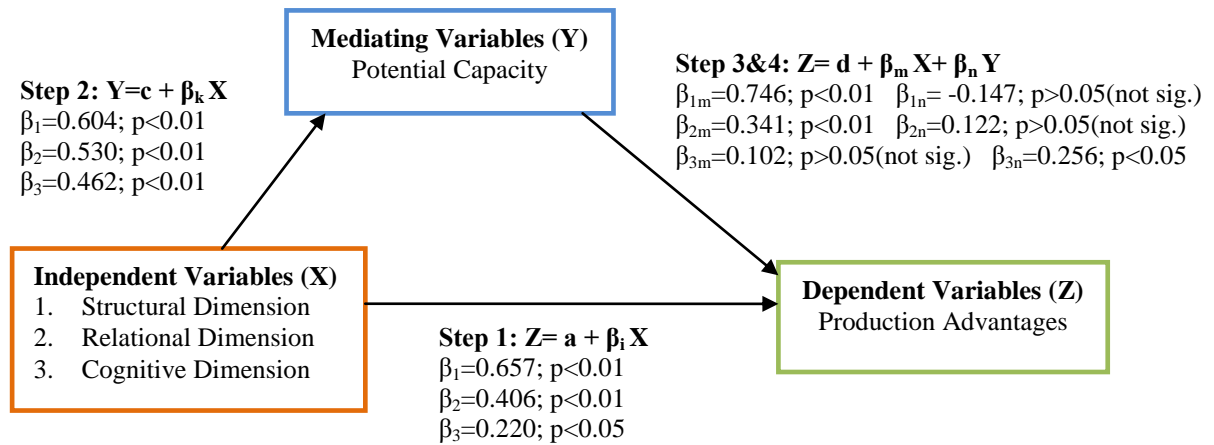 Mediating Variables (Y)
Potential Capacity
Step 2: Y=c + βk X
β1=0.604; p<0.01
β2=0.530; p<0.01
β3=0.462; p<0.01
Step 3&4: Z= d + βm X+ βn Y
β1m=0.746; p<0.01 β1n= -0.147; p>0.05(not sig.)
β2m=0.341; p<0.01 β2n=0.122; p>0.05(not sig.)
β3m=0.102; p>0.05(not sig.) β3n=0.256; p<0.05
Independent Variables (X)
1. Structural Dimension
2. Relational Dimension
3. Cognitive Dimension
Dependent Variables (Z)
Production Advantages
Step 1: Z= a + βi X
β1=0.657; p<0.01
β2=0.406; p<0.01
β3=0.220; p<0.05